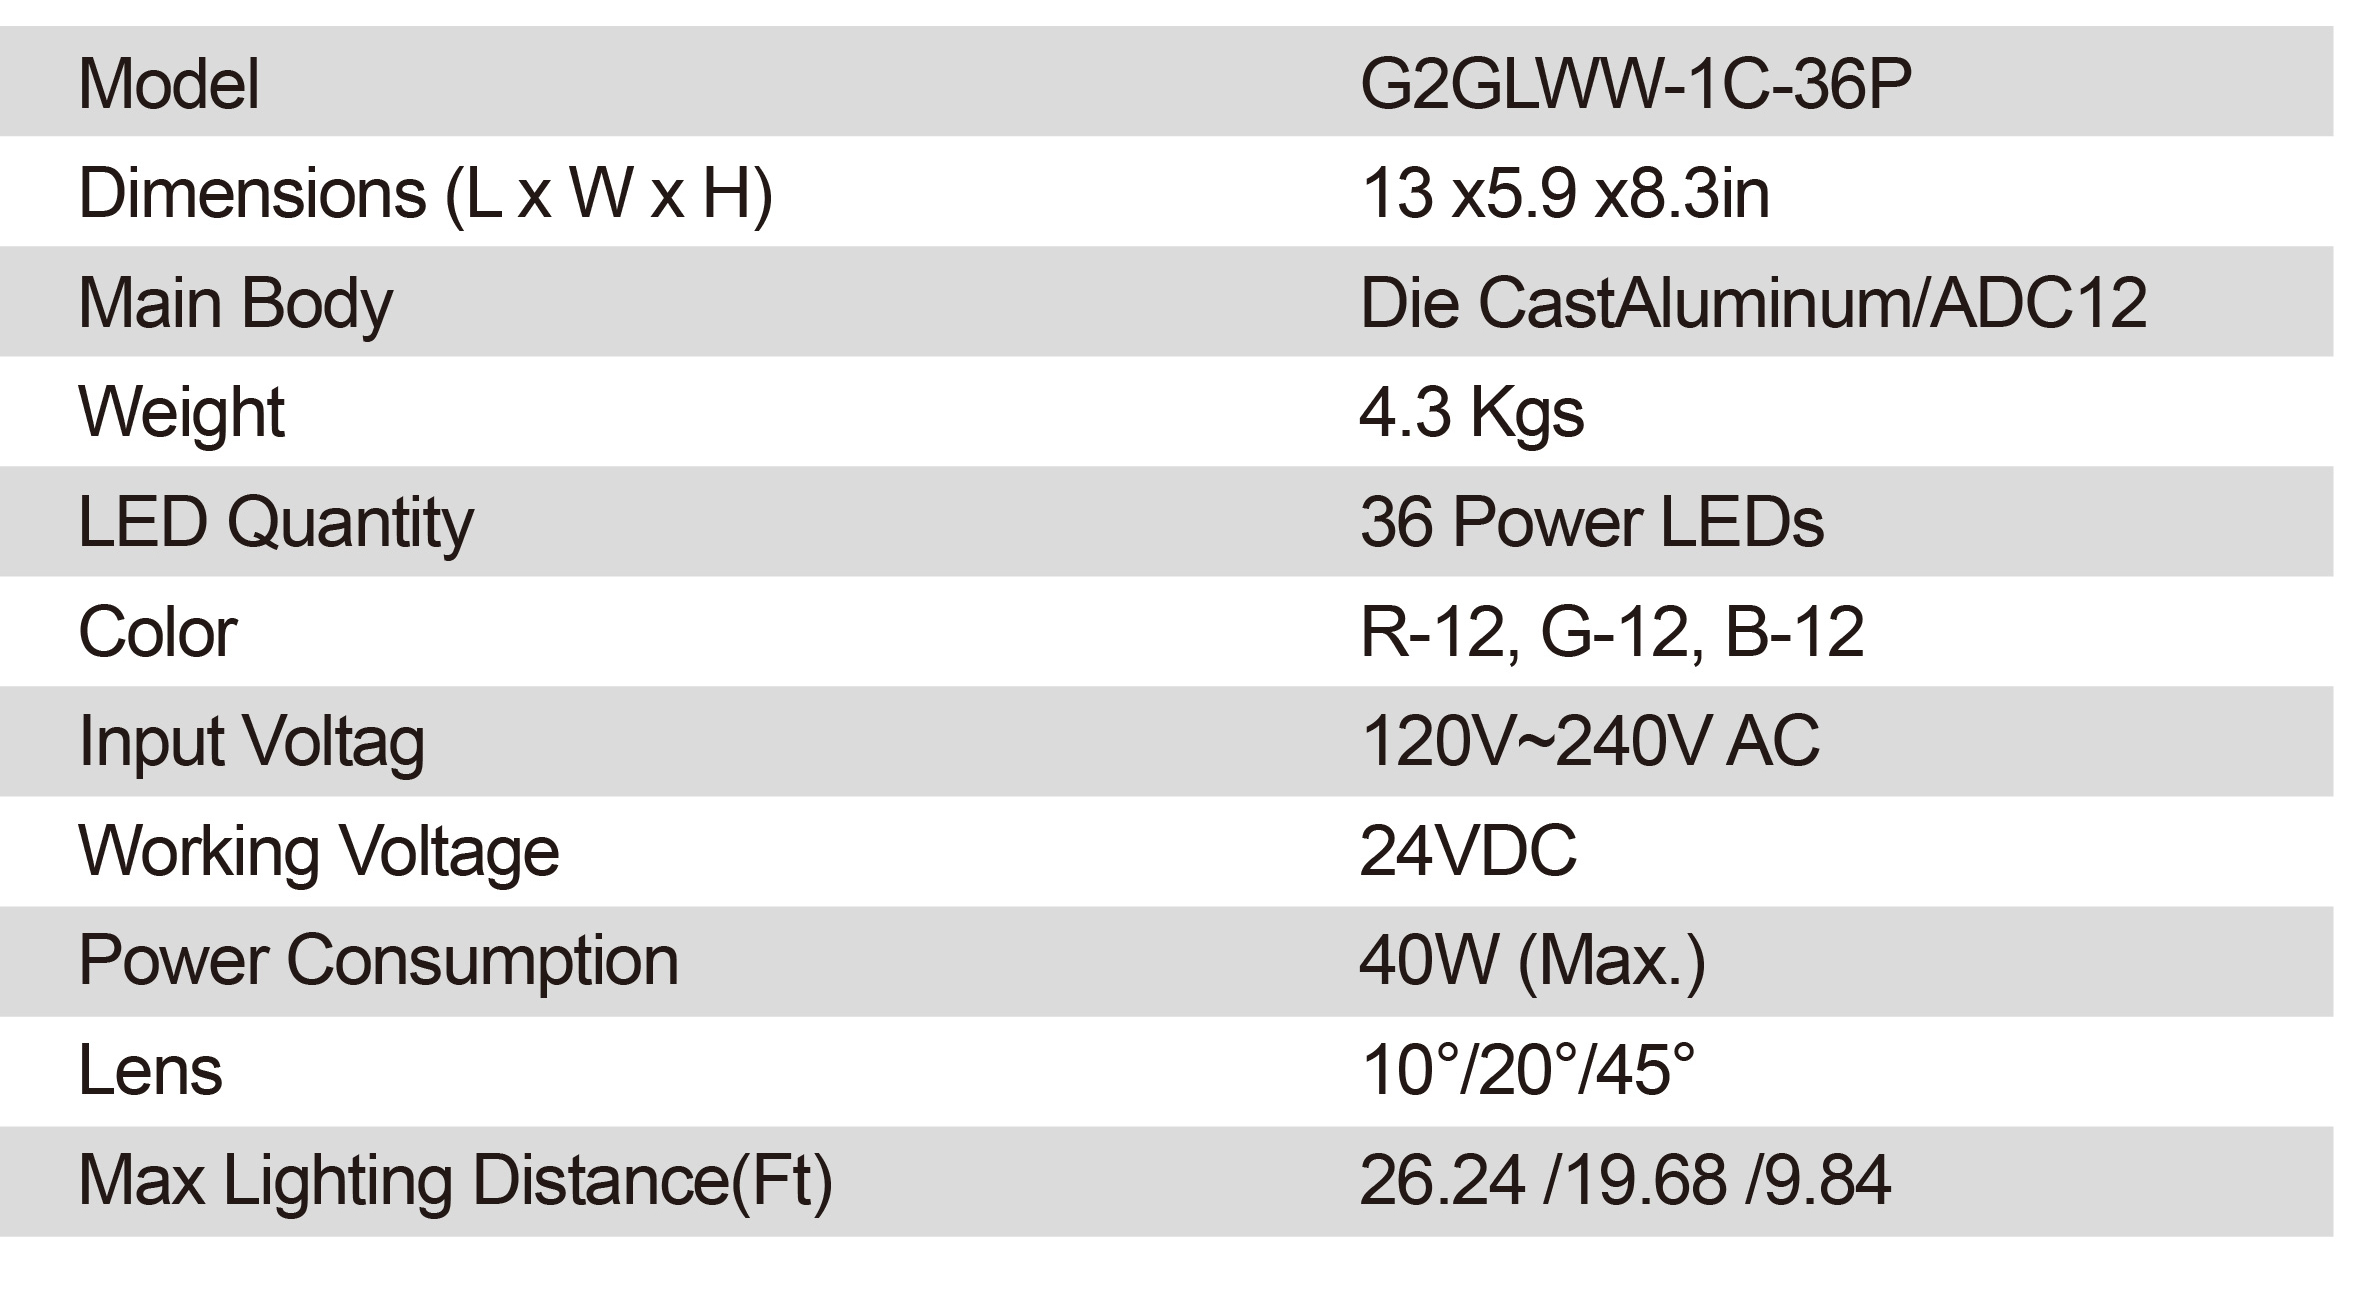 Model G2GLWW-1C-36P
Dimensions (L x W x H) 13 x5.9 x8.3in
Main Body Die CastAluminum/ADC12
Weight 4.3 Kgs
LED Quantity 36 Power LEDs
Color R-12, G-12, B-12
Input Voltag 120V~240V AC
Working Voltage 24VDC
Power Consumption 40W (Max.)
Lens 10°/20°/45°
Max Lighting Distance(Ft) 26.24 /19.68 /9.84